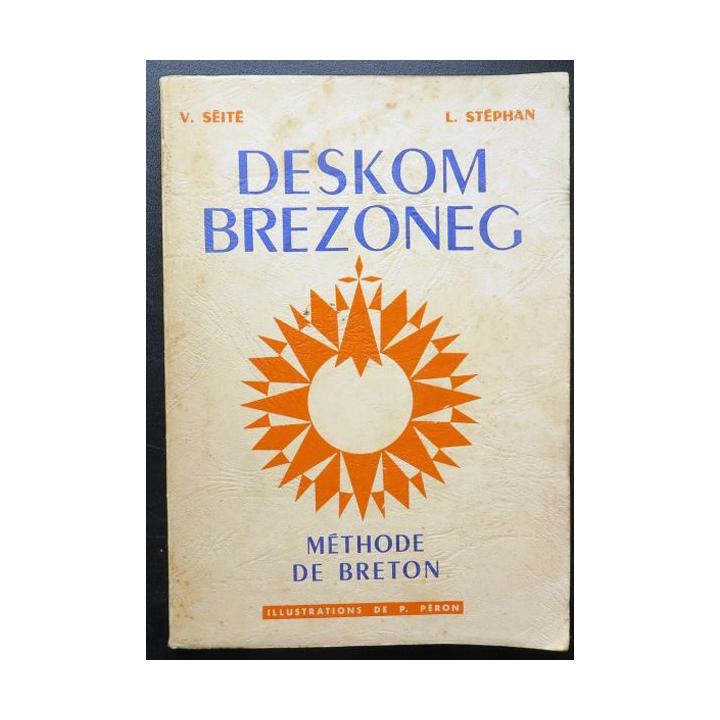 V. SÉITÉ L. STÉPHAN
DESKOM
BREZONEG
MÉTHODE
DE BRETON
ILLUSTRATIONS DE P. PÉRON